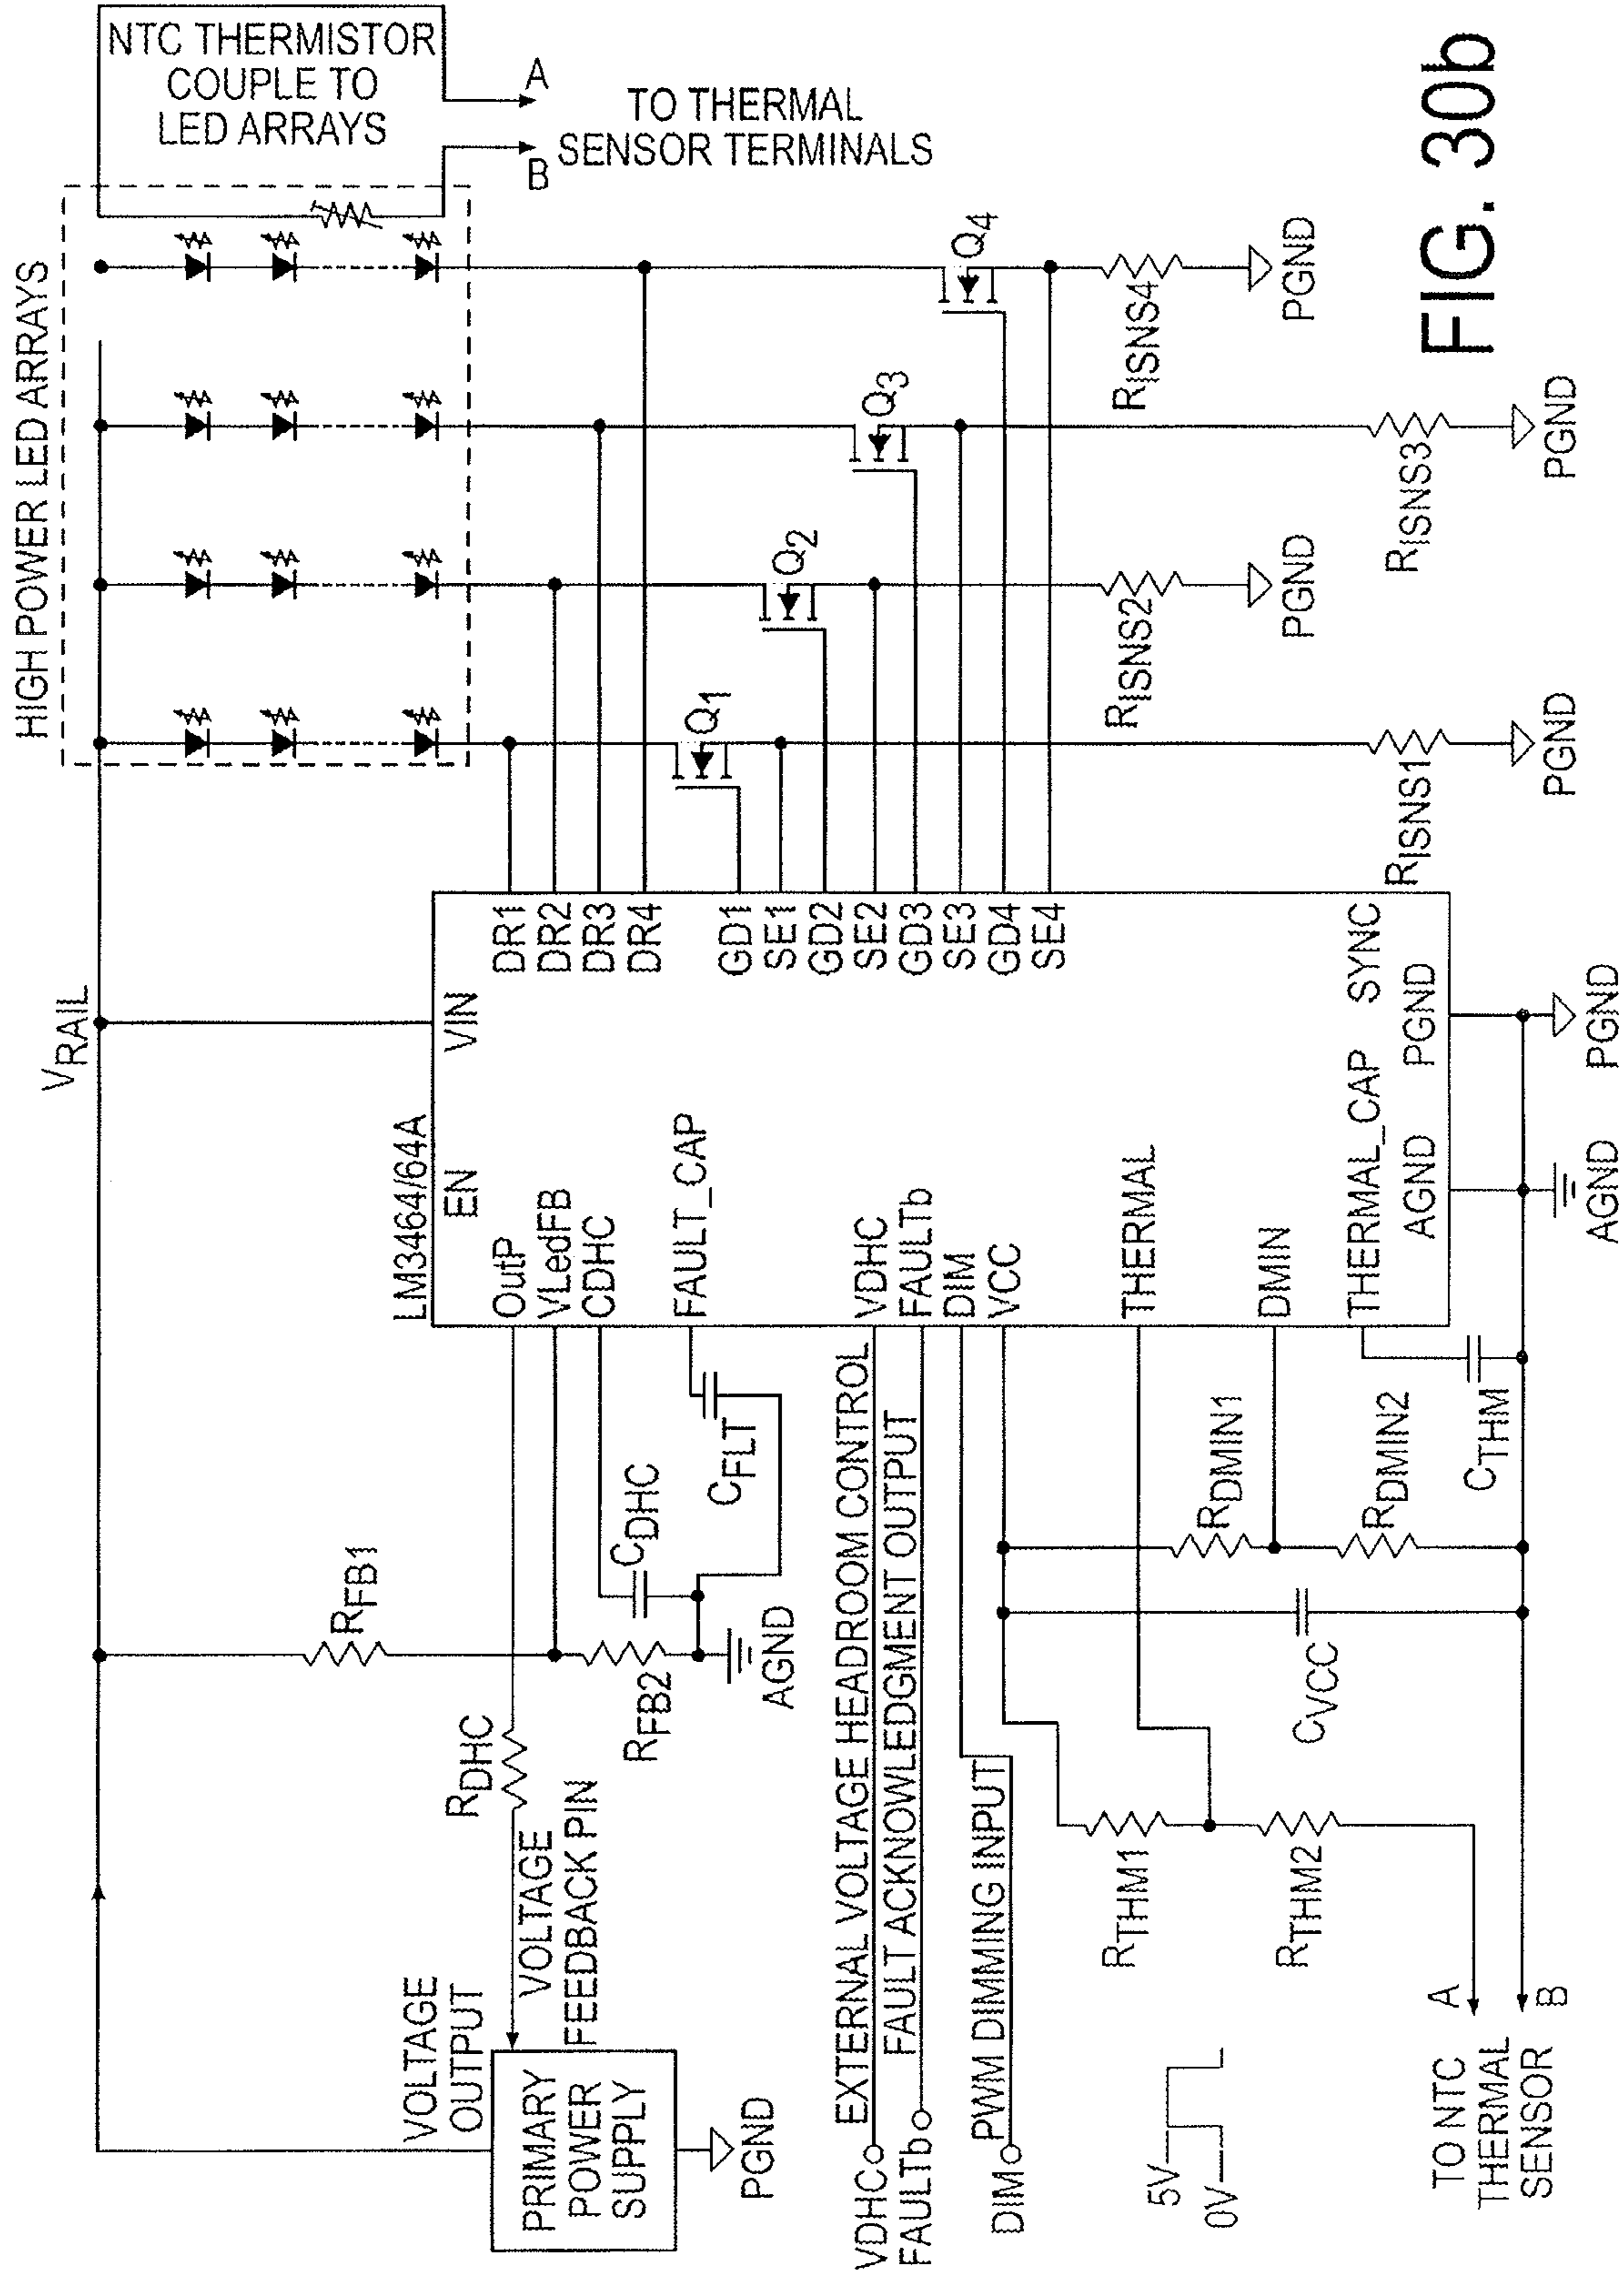 HIGH POWER LED ARRAYS
NTC THERMISTOR
COUPLE TO
LED ARRAYS
A
B
TO THERMAL
SENSOR TERMINALS
VRAIL
VOLTAGE
OUTPUT
PRIMARY
POWER
SUPPLY
PGND
VOLTAGE
FEEDBACK PIN
RDHC
RFB1
RFB2
AGND
CDHC
CFLT
LM3464/64A
EN
VIN
OutP
VLedFB
CDHC
FAULT_CAP
VDHC
FAULTb
DIM
VCC
THERMAL
DMIN
THERMAL_CAP
SYNC
AGND
PGND
DR1
DR2
DR3
DR4
GD1
SE1
GD2
SE2
GD3
SE3
GD4
SE4
Q1
Q2
Q3
Q4
RISNS1
RISNS2
RISNS3
RISNS4
PGND
PGND
PGND
PGND
VDHC
EXTERNAL VOLTAGE HEADROOM CONTROL
FAULTb
FAULT ACKNOWLEDGMENT OUTPUT
DIM
PWM DIMMING INPUT
5V
0V
RTHM1
RTHM2
CVCC
RDMIN1
RDMIN2
CTHM
A
B
TO NTC
THERMAL
SENSOR
AGND
PGND
FIG. 30b